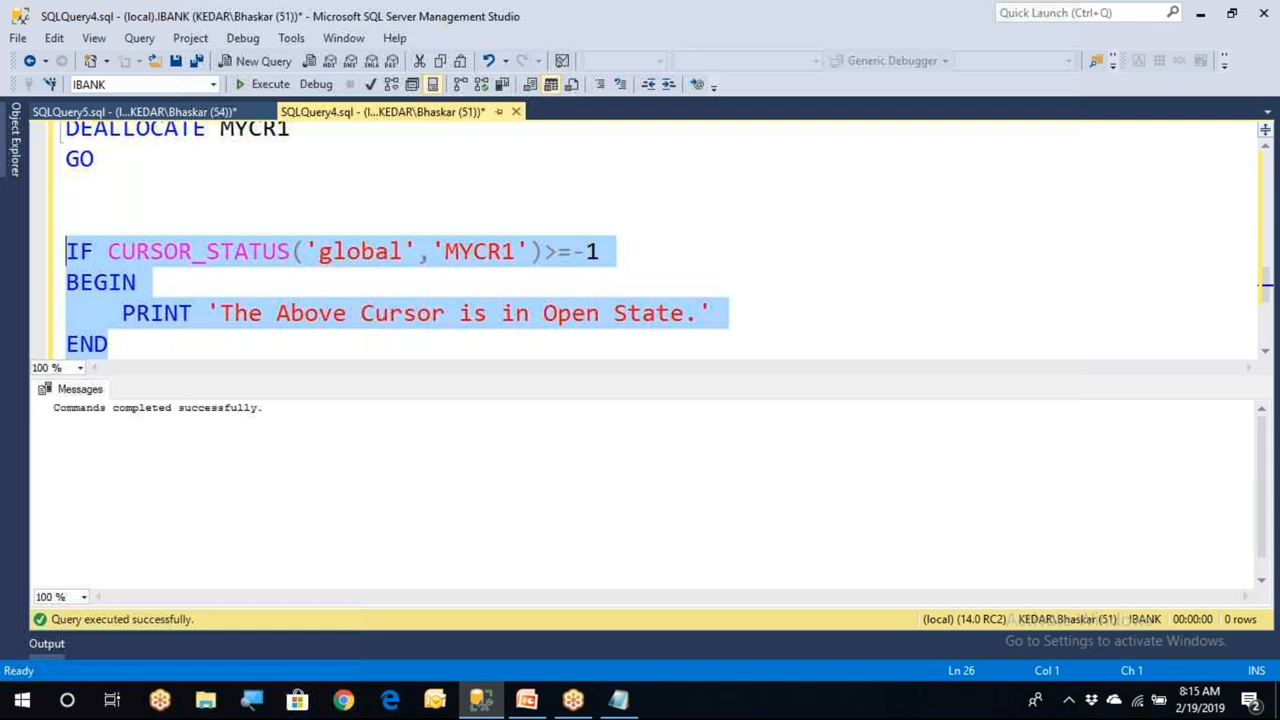 SQLQuery4.sql - (local).IBANK (KEDAR\Bhaskar (51))* - Microsoft SQL Server Management Studio
Quick Launch (Ctrl+Q)
File Edit View Query Project Debug Tools Window Help
New Query
Generic Debugger
IBANK
Execute Debug
SQLQuery5.sql - (l...KEDAR\Bhaskar (54))*
SQLQuery4.sql - (l...KEDAR\Bhaskar (51))*
Object Explorer
DEALLOCATE MYCR1
GO
IF CURSOR_STATUS('global','MYCR1')>=-1
BEGIN
PRINT 'The Above Cursor is in Open State.'
END
100 %
Messages
Commands completed successfully.
100 %
Query executed successfully.
(local) (14.0 RC2) KEDAR\Bhaskar (51) IBANK 00:00:00 0 rows
Activate Windows
Go to Settings to activate Windows.
Output
Ready
Ln 26 Col 1 Ch 1 INS
8:15 AM
2/19/2019
2